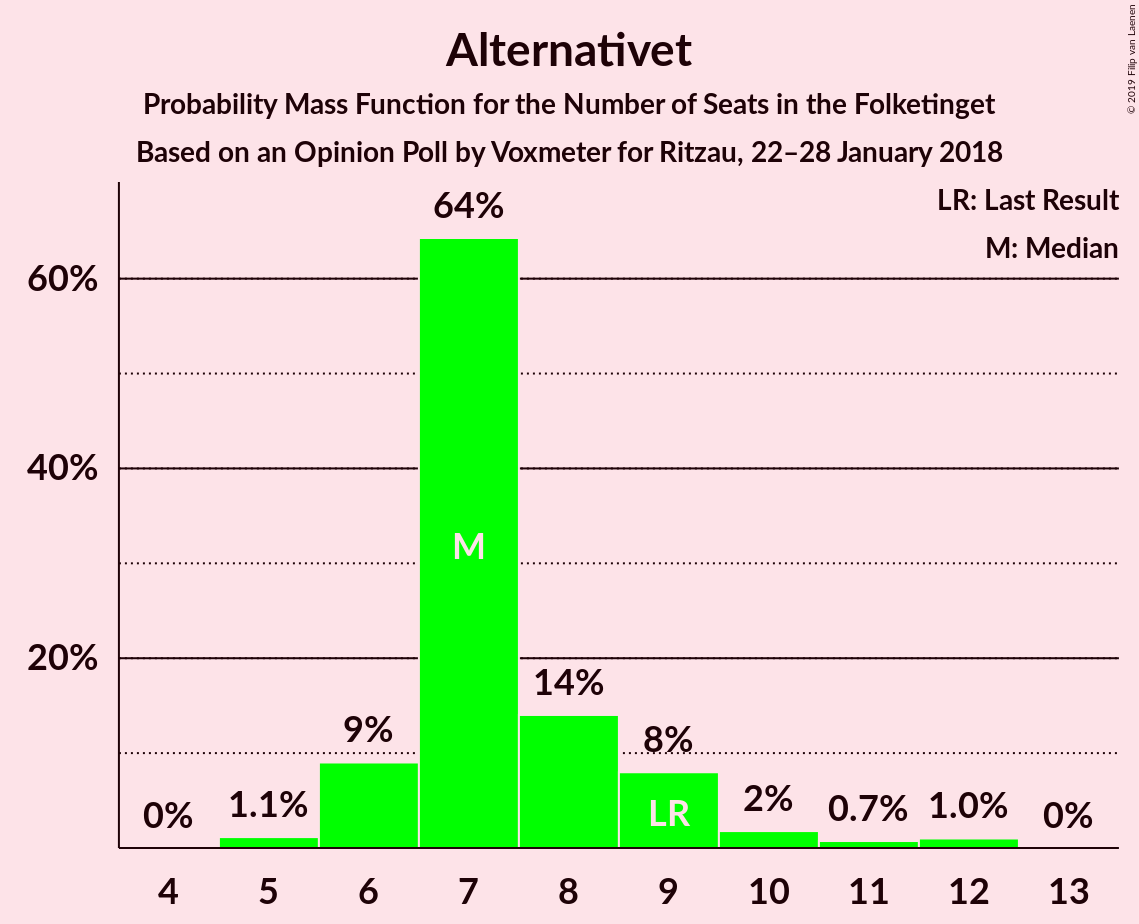 Alternativet
Probability Mass Function for the Number of Seats in the Folketinget
Based on an Opinion Poll by Voxmeter for Ritzau, 22–28 January 2018
© 2019 Filip van Laenen
LR: Last Result
M: Median
60%
40%
20%
0%
1.1%
9%
64%
M
14%
8%
LR
2%
0.7%
1.0%
0%
4 5 6 7 8 9 10 11 12 13